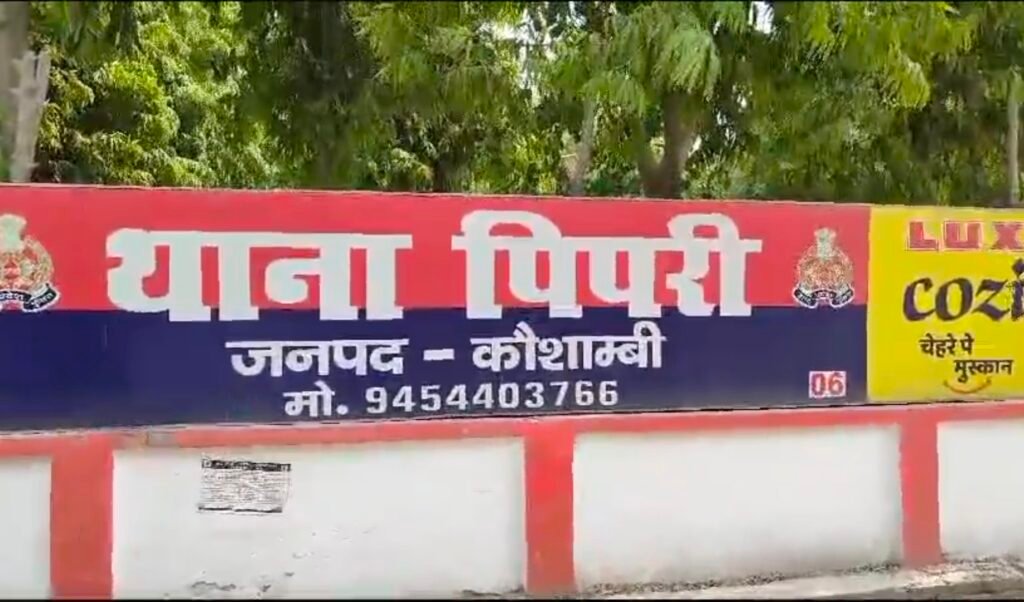 थाना पिपरी
जनपद - कौशाम्बी
मो. 9454403766
06
LUX
cozi
चेहरे पे
मुस्कान